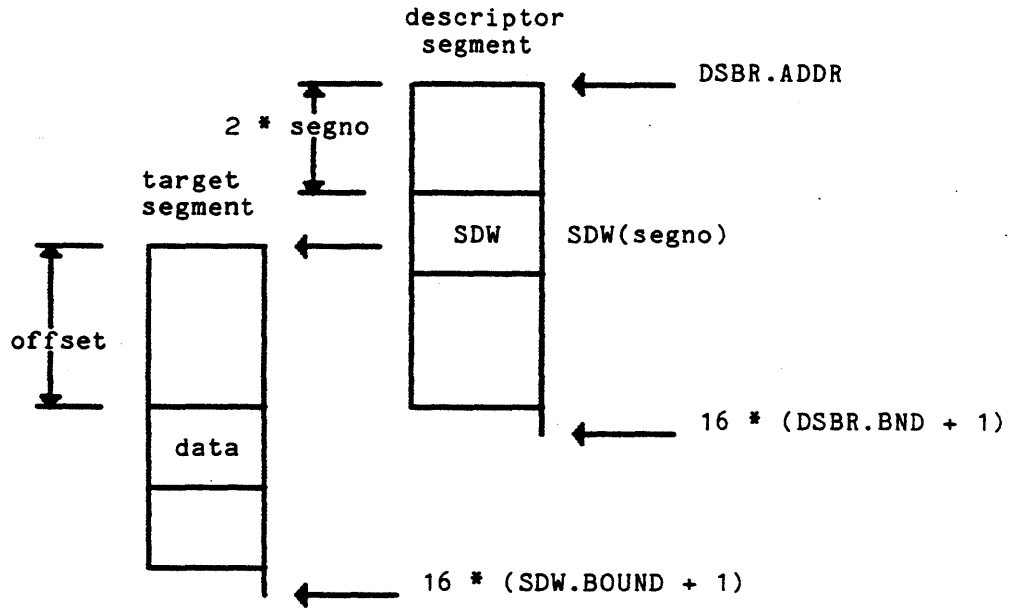 descriptor
segment
DSBR.ADDR
2 * segno
target
segment
SDW
SDW(segno)
offset
16 * (DSBR.BND + 1)
data
16 * (SDW.BOUND + 1)